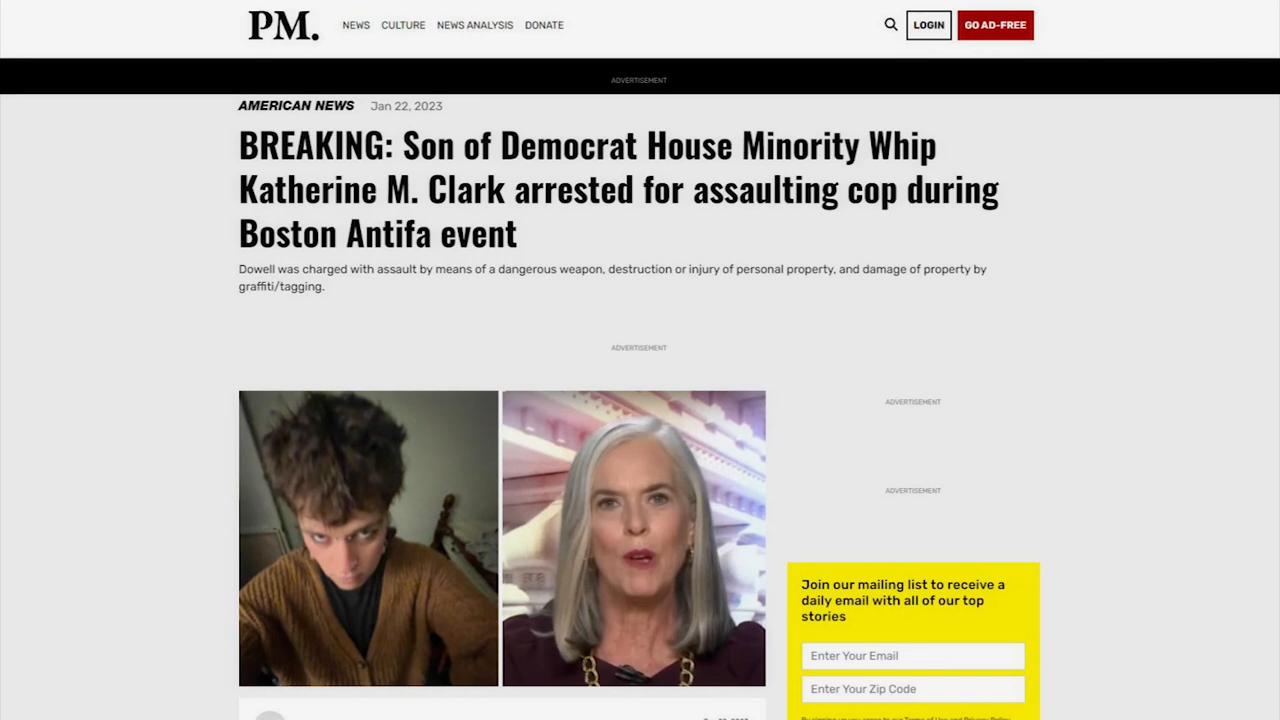 PM.
NEWS CULTURE NEWS ANALYSIS DONATE
LOGIN
GO AD-FREE
ADVERTISEMENT
AMERICAN NEWS Jan 22, 2023
BREAKING: Son of Democrat House Minority Whip
Katherine M. Clark arrested for assaulting cop during
Boston Antifa event
Dowell was charged with assault by means of a dangerous weapon, destruction or injury of personal property, and damage of property by
graffiti/tagging.
ADVERTISEMENT
ADVERTISEMENT
ADVERTISEMENT
Join our mailing list to receive a
daily email with all of our top
stories
Enter Your Email
Enter Your Zip Code